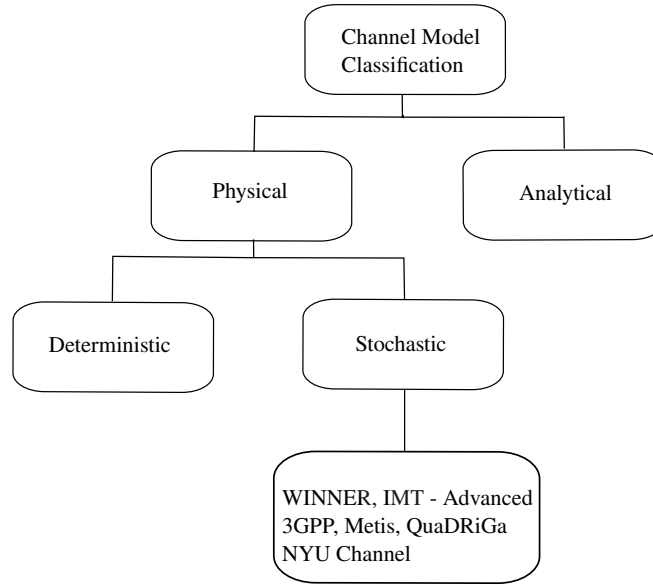 Channel Model
Classification
Physical
Analytical
Deterministic
Stochastic
WINNER, IMT - Advanced
3GPP, Metis, QuaDRiGa
NYU Channel